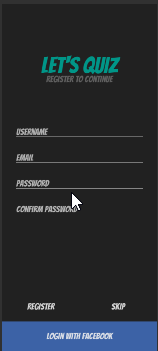 LET'S QUIZ
REGISTER TO CONTINUE
USERNAME
EMAIL
PASSWORD
CONFIRM PASSWORD
REGISTER SKIP
LOGIN WITH FACEBOOK